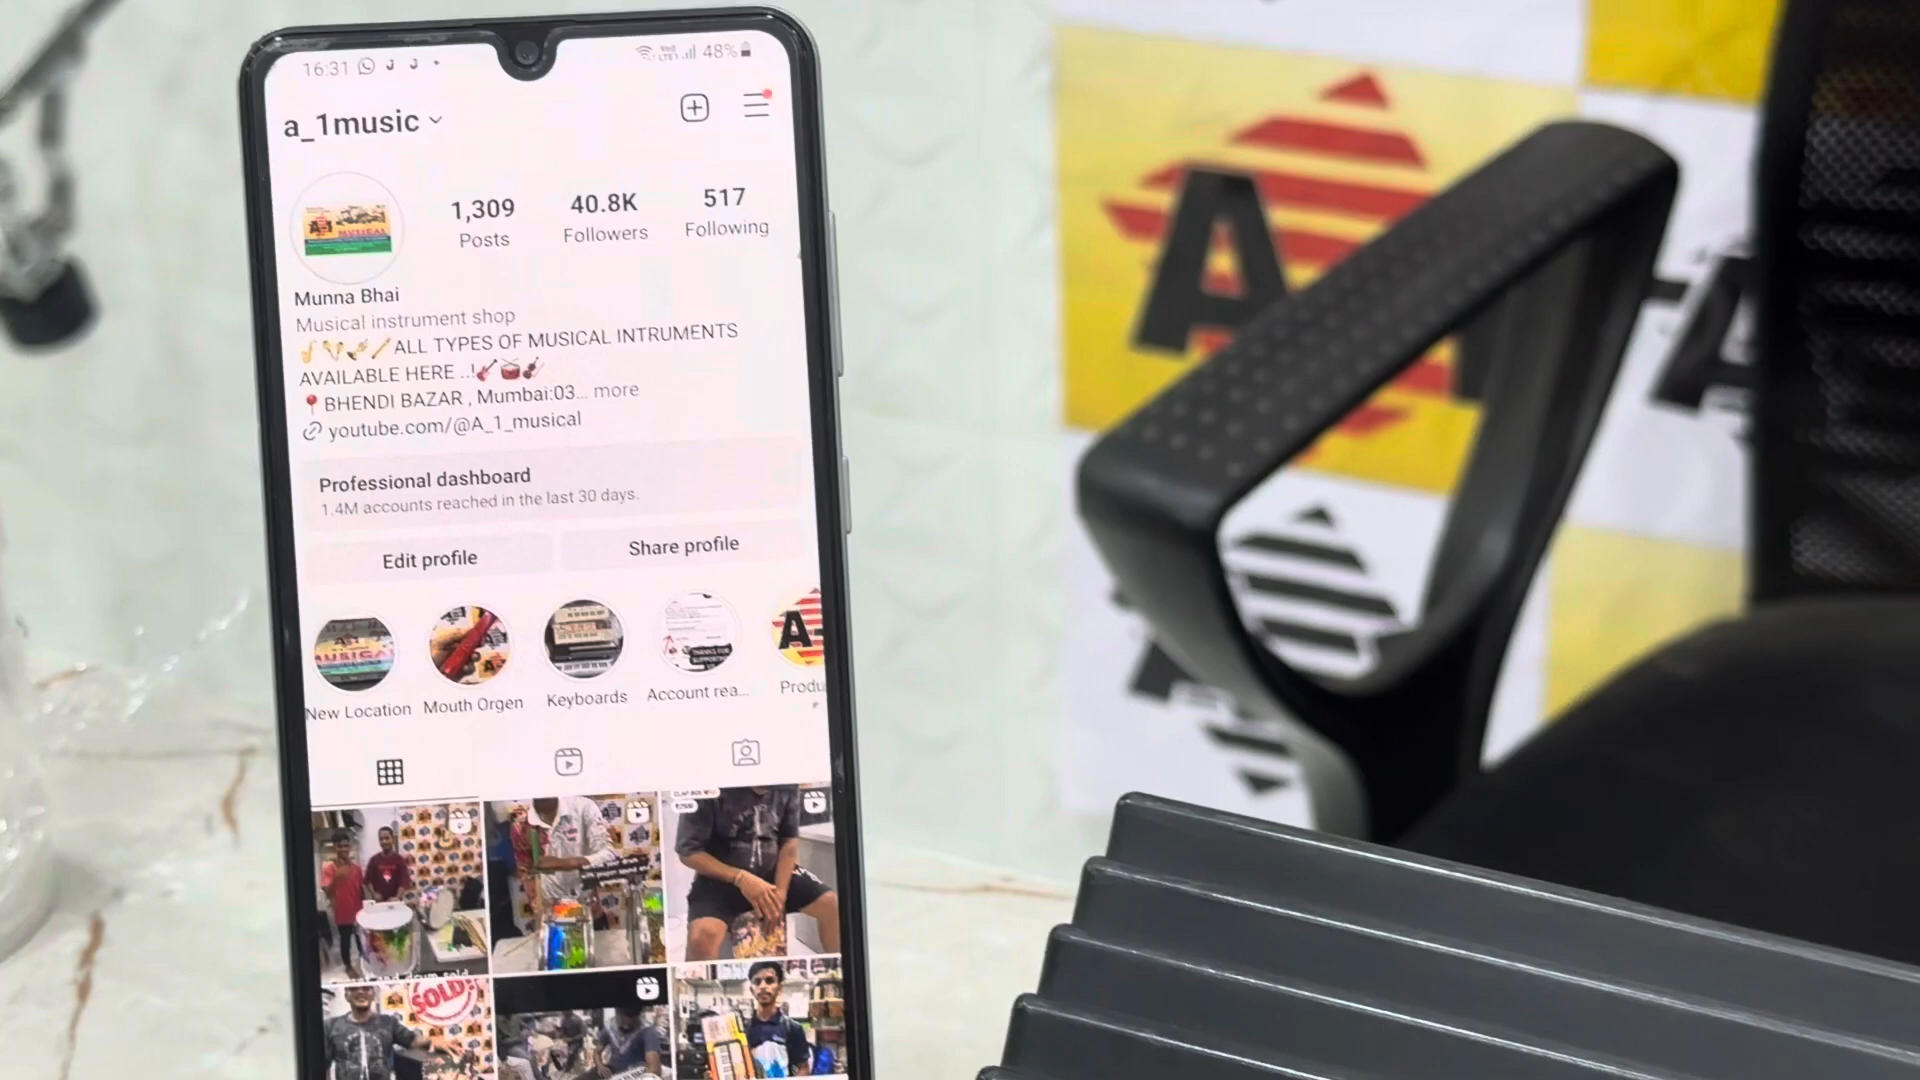 16:31
48%
a_1music
1,309
40.8K
517
Posts
Followers
Following
Munna Bhai
Musical instrument shop
ALL TYPES OF MUSICAL INTRUMENTS
AVAILABLE HERE ..!
BHENDI BAZAR , Mumbai:03... more
youtube.com/@A_1_musical
Professional dashboard
1.4M accounts reached in the last 30 days.
Edit profile
Share profile
New Location
Mouth Orgen
Keyboards
Account rea...
Produ
SOLD!